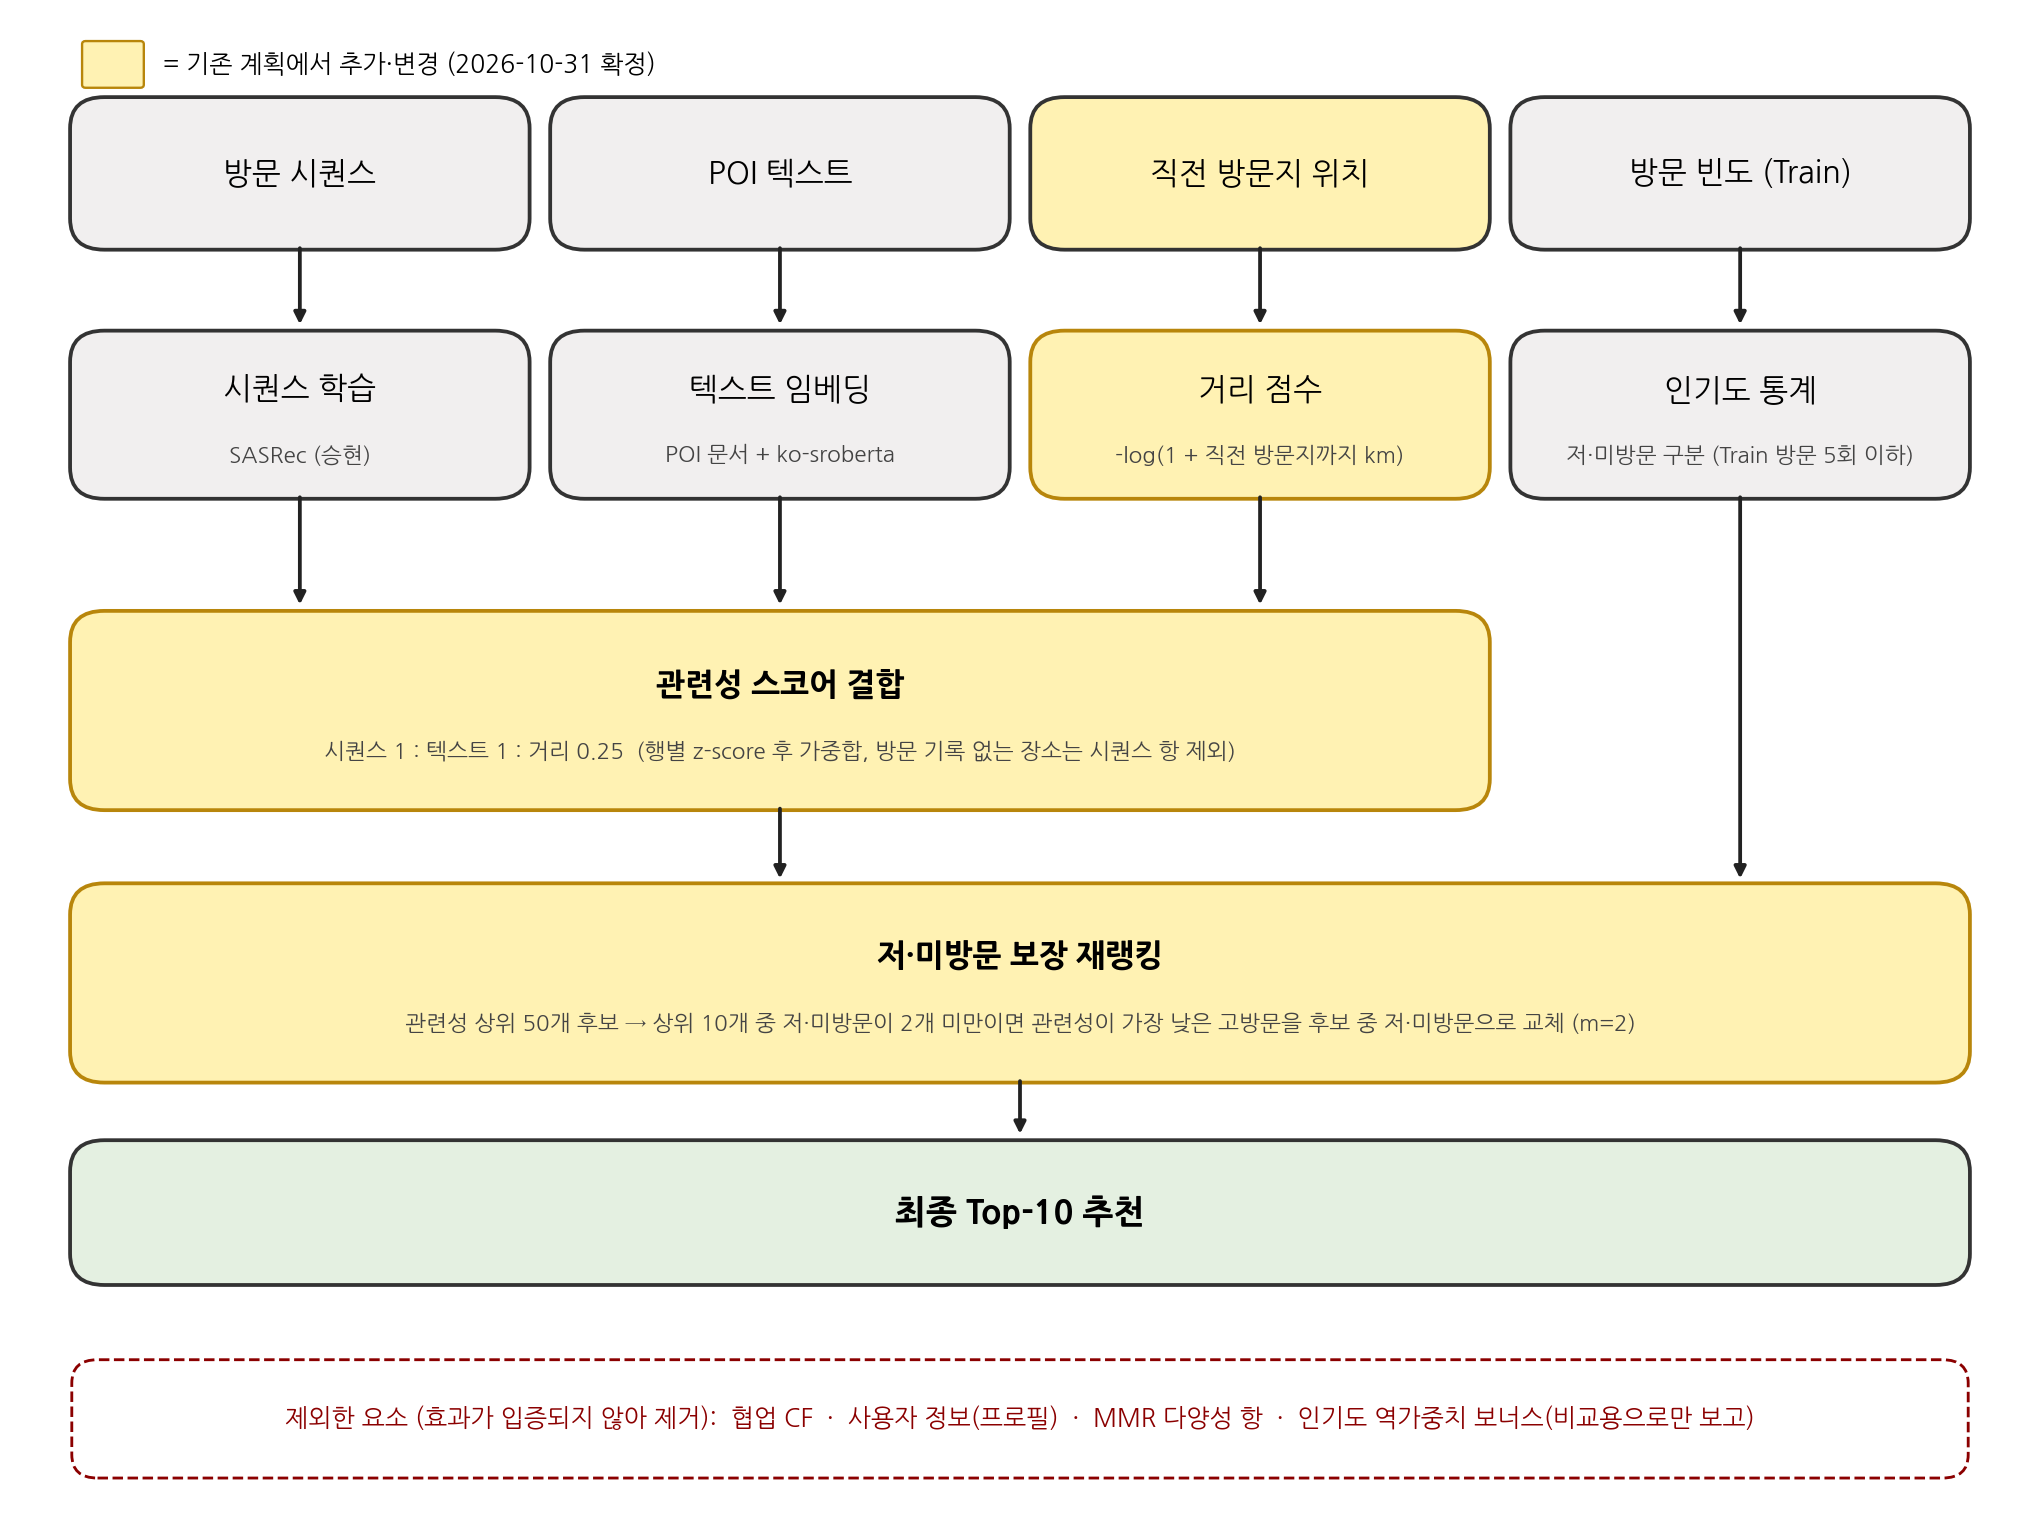 = 기존 계획에서 추가·변경 (2026-10-31 확정)
방문 시퀀스
POI 텍스트
직전 방문지 위치
방문 빈도 (Train)
시퀀스 학습
SASRec (승현)
텍스트 임베딩
POI 문서 + ko-sroberta
거리 점수
-log(1 + 직전 방문지까지 km)
인기도 통계
저·미방문 구분 (Train 방문 5회 이하)
관련성 스코어 결합
시퀀스 1 : 텍스트 1 : 거리 0.25 (행별 z-score 후 가중합, 방문 기록 없는 장소는 시퀀스 항 제외)
저·미방문 보장 재랭킹
관련성 상위 50개 후보 → 상위 10개 중 저·미방문이 2개 미만이면 관련성이 가장 낮은 고방문을 후보 중 저·미방문으로 교체 (m=2)
최종 Top-10 추천
제외한 요소 (효과가 입증되지 않아 제거): 협업 CF · 사용자 정보(프로필) · MMR 다양성 항 · 인기도 역가중치 보너스(비교용으로만 보고)